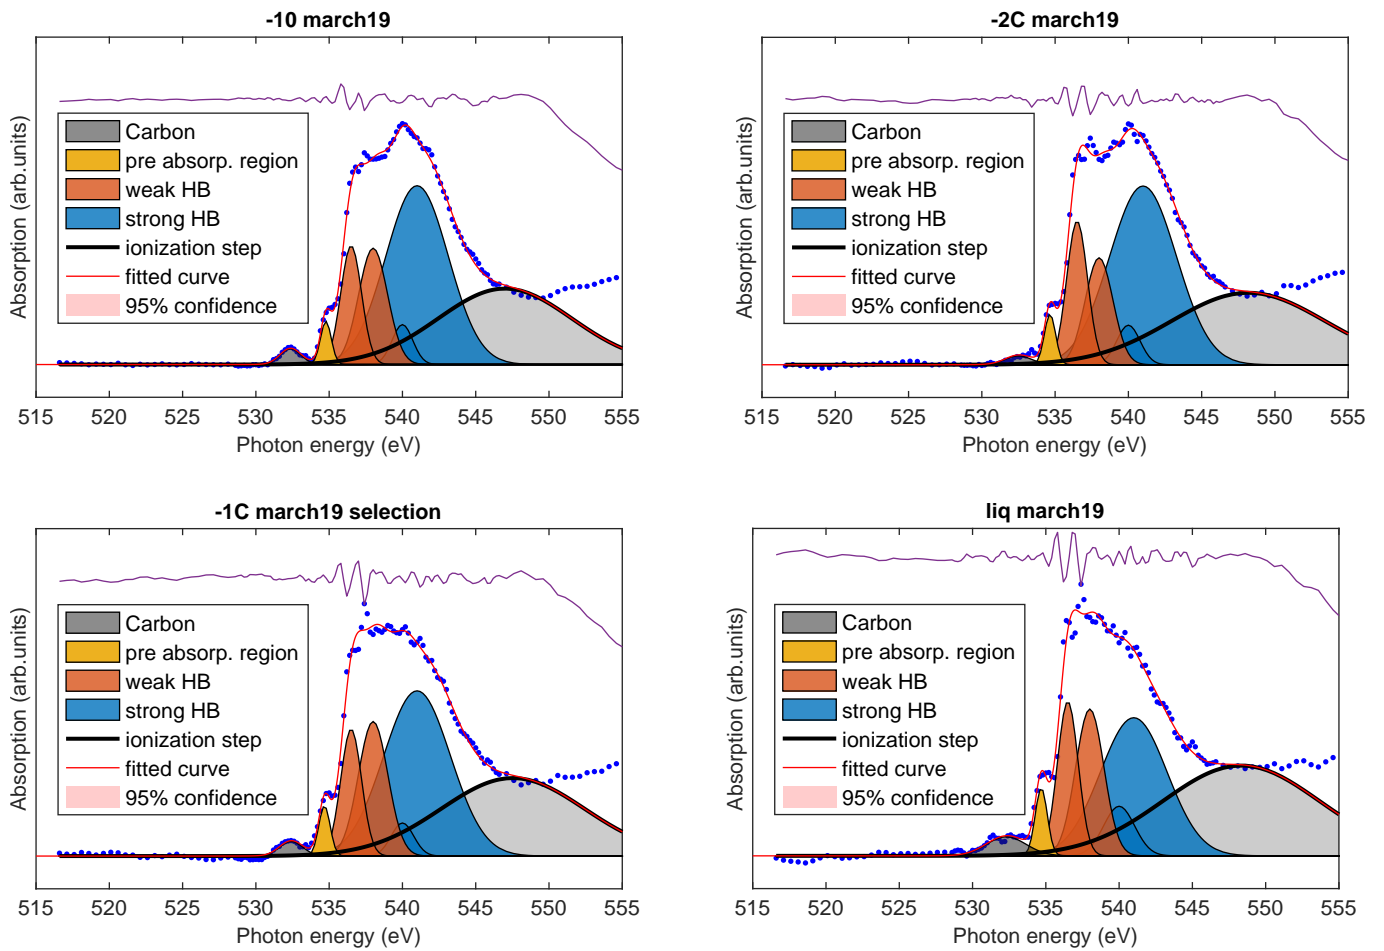 -10 march19
Absorption (arb.units)
Carbon
pre absorp. region
weak HB
strong HB
ionization step
fitted curve
95% confidence
515 520 525 530 535 540 545 550 555
Photon energy (eV)
-2C march19
Absorption (arb.units)
Carbon
pre absorp. region
weak HB
strong HB
ionization step
fitted curve
95% confidence
515 520 525 530 535 540 545 550 555
Photon energy (eV)
-1C march19 selection
Absorption (arb.units)
Carbon
pre absorp. region
weak HB
strong HB
ionization step
fitted curve
95% confidence
515 520 525 530 535 540 545 550 555
Photon energy (eV)
liq march19
Absorption (arb.units)
Carbon
pre absorp. region
weak HB
strong HB
ionization step
fitted curve
95% confidence
515 520 525 530 535 540 545 550 555
Photon energy (eV)